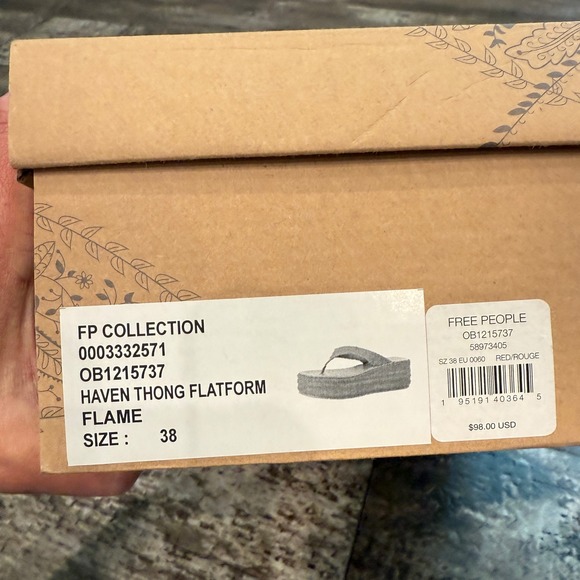 FP COLLECTION
0003332571
OB1215737
HAVEN THONG FLATFORM
FLAME
SIZE : 38
FREE PEOPLE
OB1215737
58973405
SZ 38 EU 0060 RED/ROUGE
1 95191 40364 5
$98.00 USD